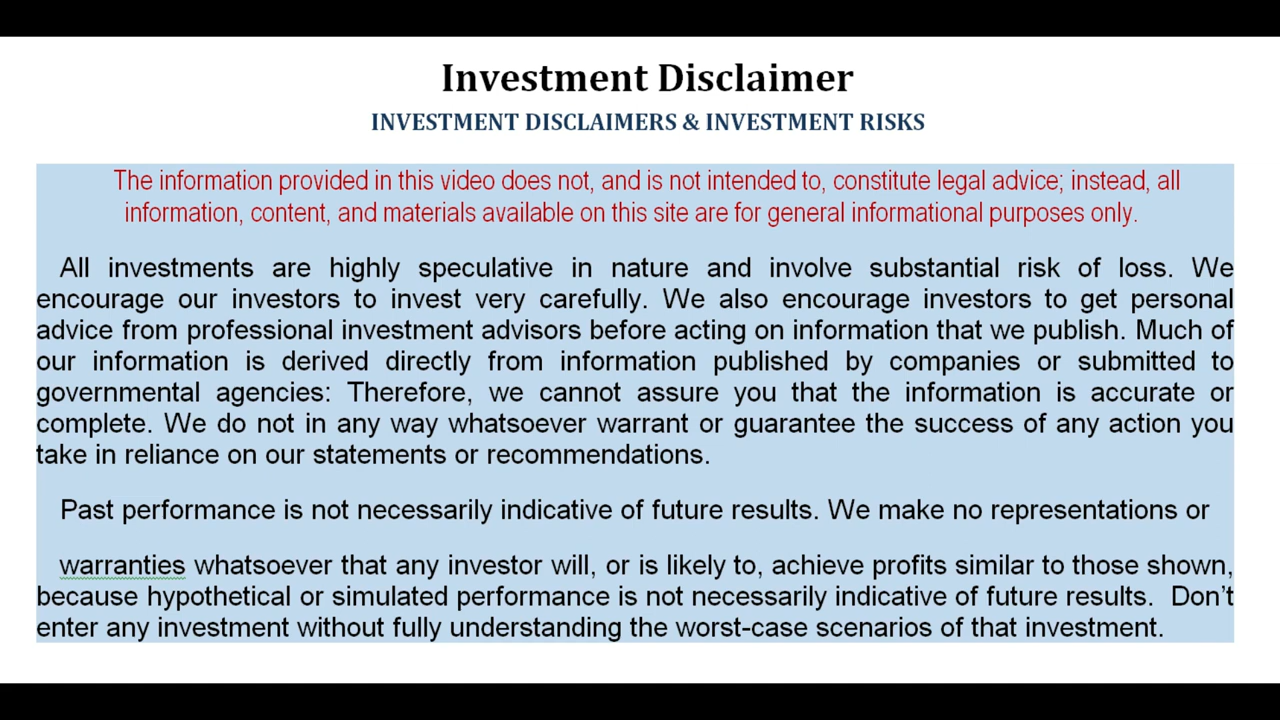 Investment Disclaimer
INVESTMENT DISCLAIMERS & INVESTMENT RISKS
The information provided in this video does not, and is not intended to, constitute legal advice; instead, all
information, content, and materials available on this site are for general informational purposes only.
All investments are highly speculative in nature and involve substantial risk of loss. We
encourage our investors to invest very carefully. We also encourage investors to get personal
advice from professional investment advisors before acting on information that we publish. Much of
our information is derived directly from information published by companies or submitted to
governmental agencies: Therefore, we cannot assure you that the information is accurate or
complete. We do not in any way whatsoever warrant or guarantee the success of any action you
take in reliance on our statements or recommendations.
Past performance is not necessarily indicative of future results. We make no representations or
warranties whatsoever that any investor will, or is likely to, achieve profits similar to those shown,
because hypothetical or simulated performance is not necessarily indicative of future results.  Don’t
enter any investment without fully understanding the worst-case scenarios of that investment.